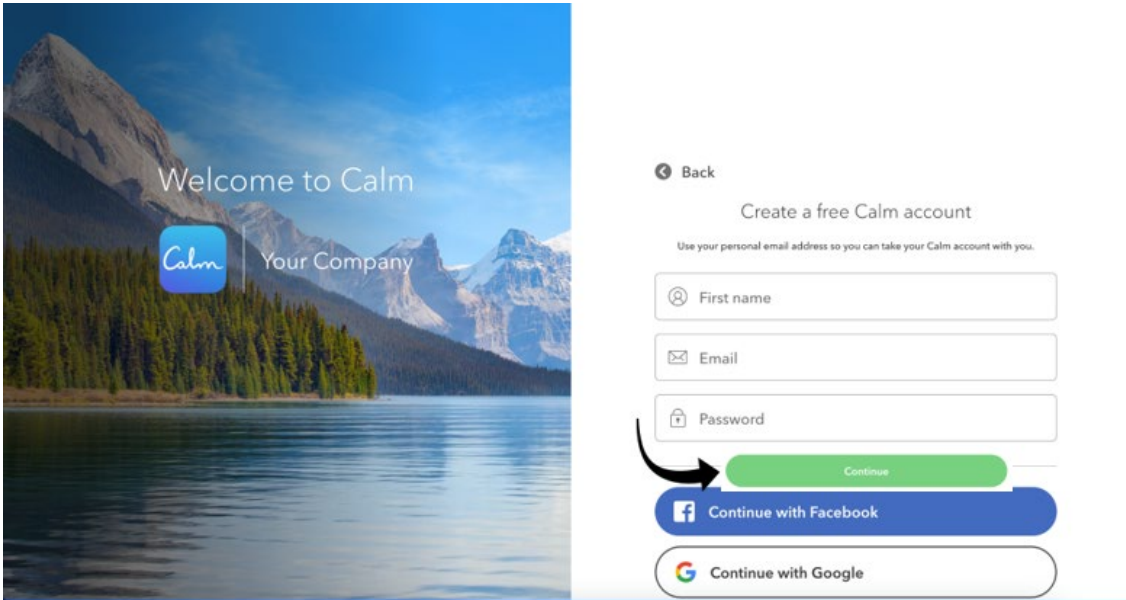 Welcome to Calm
Calm
Your Company
Back
Create a free Calm account
Use your personal email address so you can take your Calm account with you.
First name
Email
Password
Continue
Continue with Facebook
Continue with Google